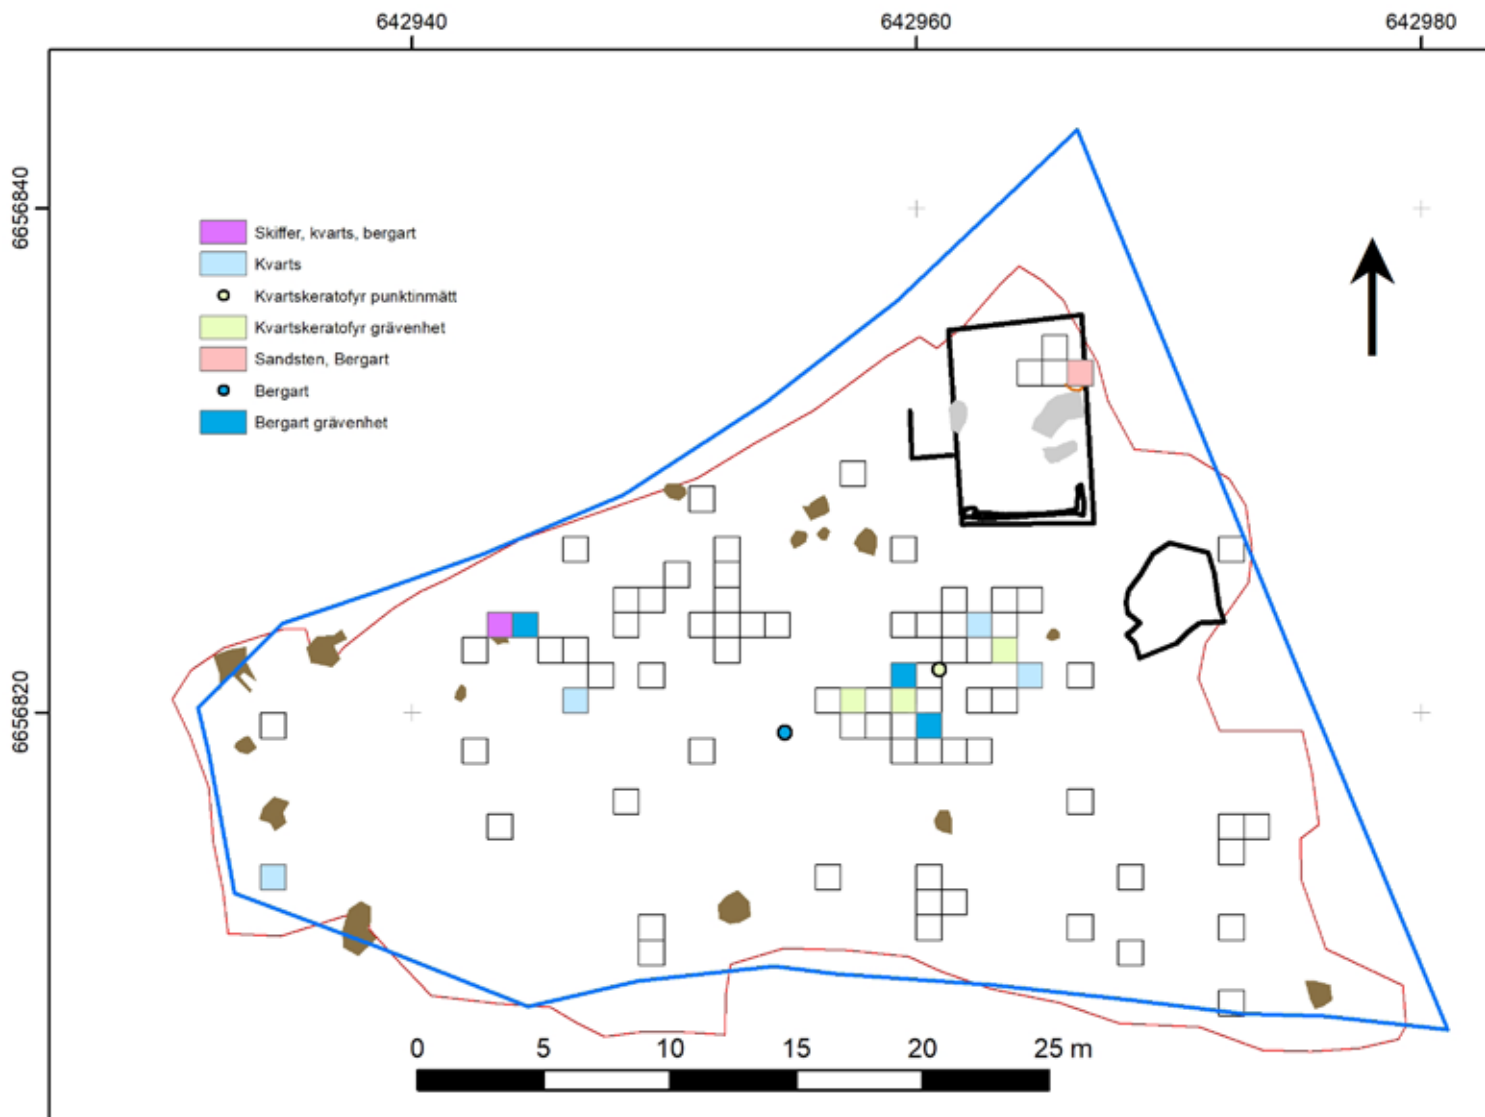 642940 642960 642980
6656840
6656820
Skiffer, kvarts, bergart
Kvarts
Kvartskeratofyr punktinmätt
Kvartskeratofyr grävenhet
Sandsten, Bergart
Bergart
Bergart grävenhet
0 5 10 15 20 25 m